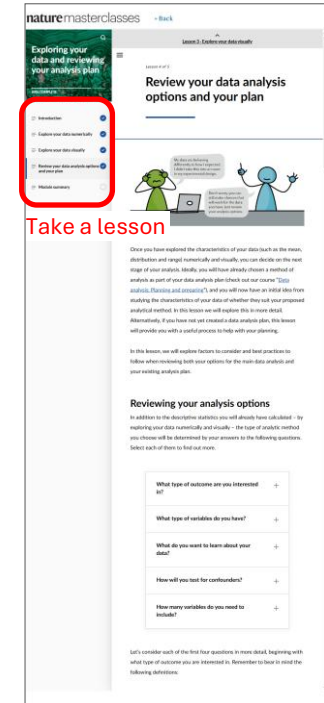 naturemasterclasses
‹ Back
Exploring your
data and reviewing
your analysis plan
COMPLETE
Introduction
Explore your data numerically
Explore your data visually
Review your data analysis options
and your plan
Module summary
Take a lesson
Lesson 3 - Explore your data visually
Lesson 4 of 5
Review your data analysis
options and your plan
Once you have explored the characteristics of your data (such as the mean,
distribution and range) numerically and visually, you can decide on the next
stage of your analysis. Ideally, you will have already chosen a method of
analysis as part of your data analysis plan (check out our course "Data
analysis: Planning and preparing"), and you will now have an initial idea from
studying the characteristics of your data of whether they suit your proposed
analytical method. In this lesson we will explore this in more detail.
Alternatively, if you have not yet created a data analysis plan, this lesson
will provide you with a useful process to help with your planning.
In this lesson, we will explore factors to consider and best practices to
follow when reviewing both your options for the main data analysis and
your existing analysis plan.
Reviewing your analysis options
In addition to the descriptive statistics you will already have calculated – by
exploring your data numerically and visually – the type of analytic method
you choose will be determined by your answers to the following questions.
Select each of them to find out more.
What type of outcome are you interested
in?
What type of variables do you have?
What do you want to learn about your
data?
How will you test for confounders?
How many variables do you need to
include?
Let's consider each of the first four questions in more detail, beginning with
what type of outcome you are interested in. Remember to bear in mind the
following definitions: